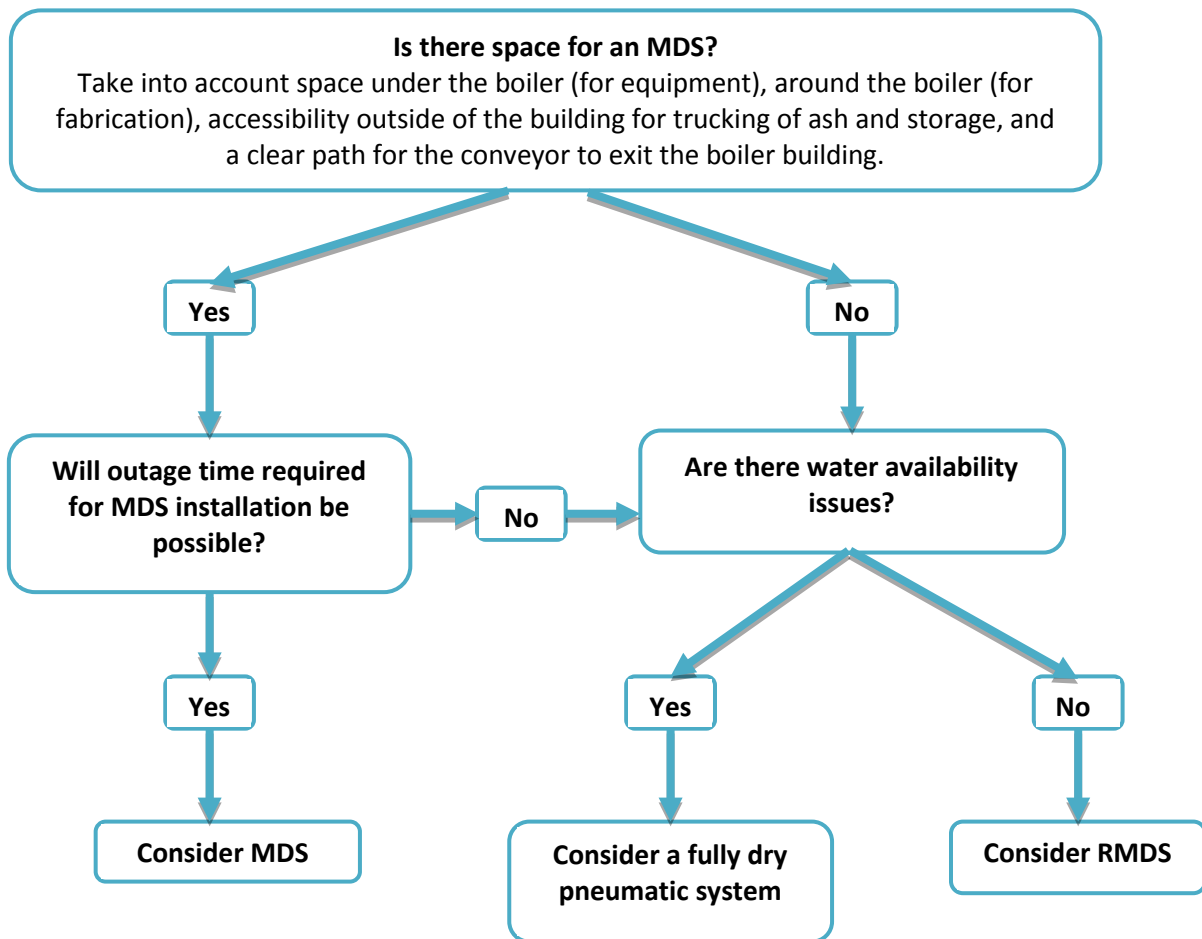 Is there space for an MDS?
Take into account space under the boiler (for equipment), around the boiler (for
fabrication), accessibility outside of the building for trucking of ash and storage, and
a clear path for the conveyor to exit the boiler building.
Yes
No
Will outage time required
for MDS installation be
possible?
No
Are there water availability
issues?
Yes
Yes
No
Consider MDS
Consider a fully dry
pneumatic system
Consider RMDS